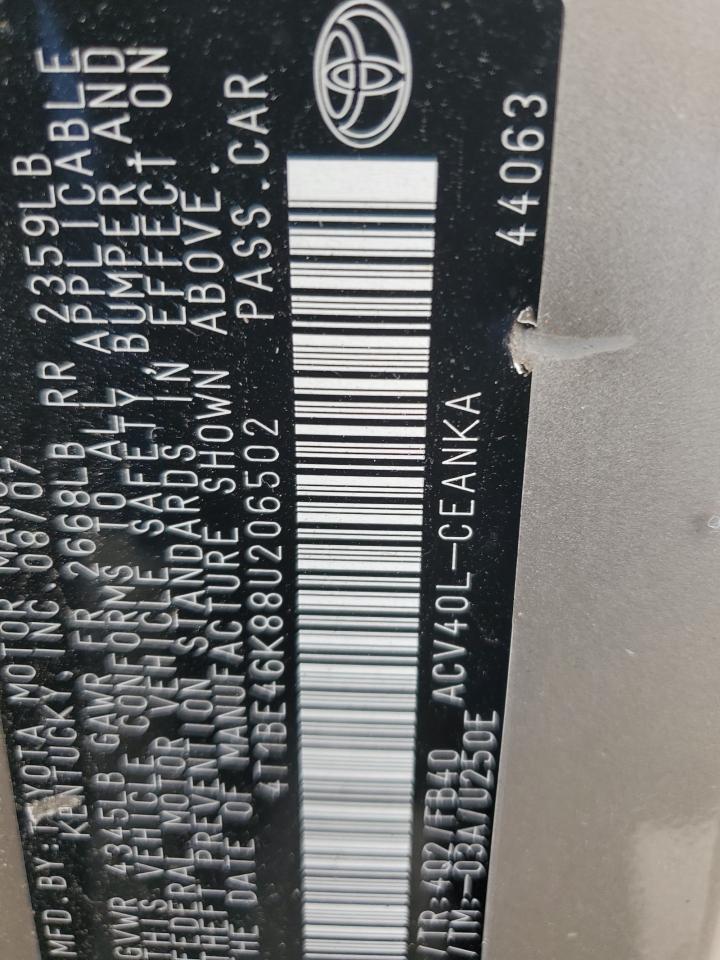 MFD.BY:TOYOTA MOTOR
KENTUCKY, INC. 08/07
GVWR 4345LB GAWR FR 2668LB RR 2359LB
THIS VEHICLE CONFORMS TO ALL APPLICABLE
FEDERAL MOTOR VEHICLE SAFETY BUMPER AND
THEFT PREVENTION STANDARDS IN EFFECT ON
THE DATE OF MANUFACTURE SHOWN ABOVE.
4T1BE46K88U206502 PASS.CAR
/TR: /FB40 ACV40L-CEANKA 44063
/TM:-03A/U250E